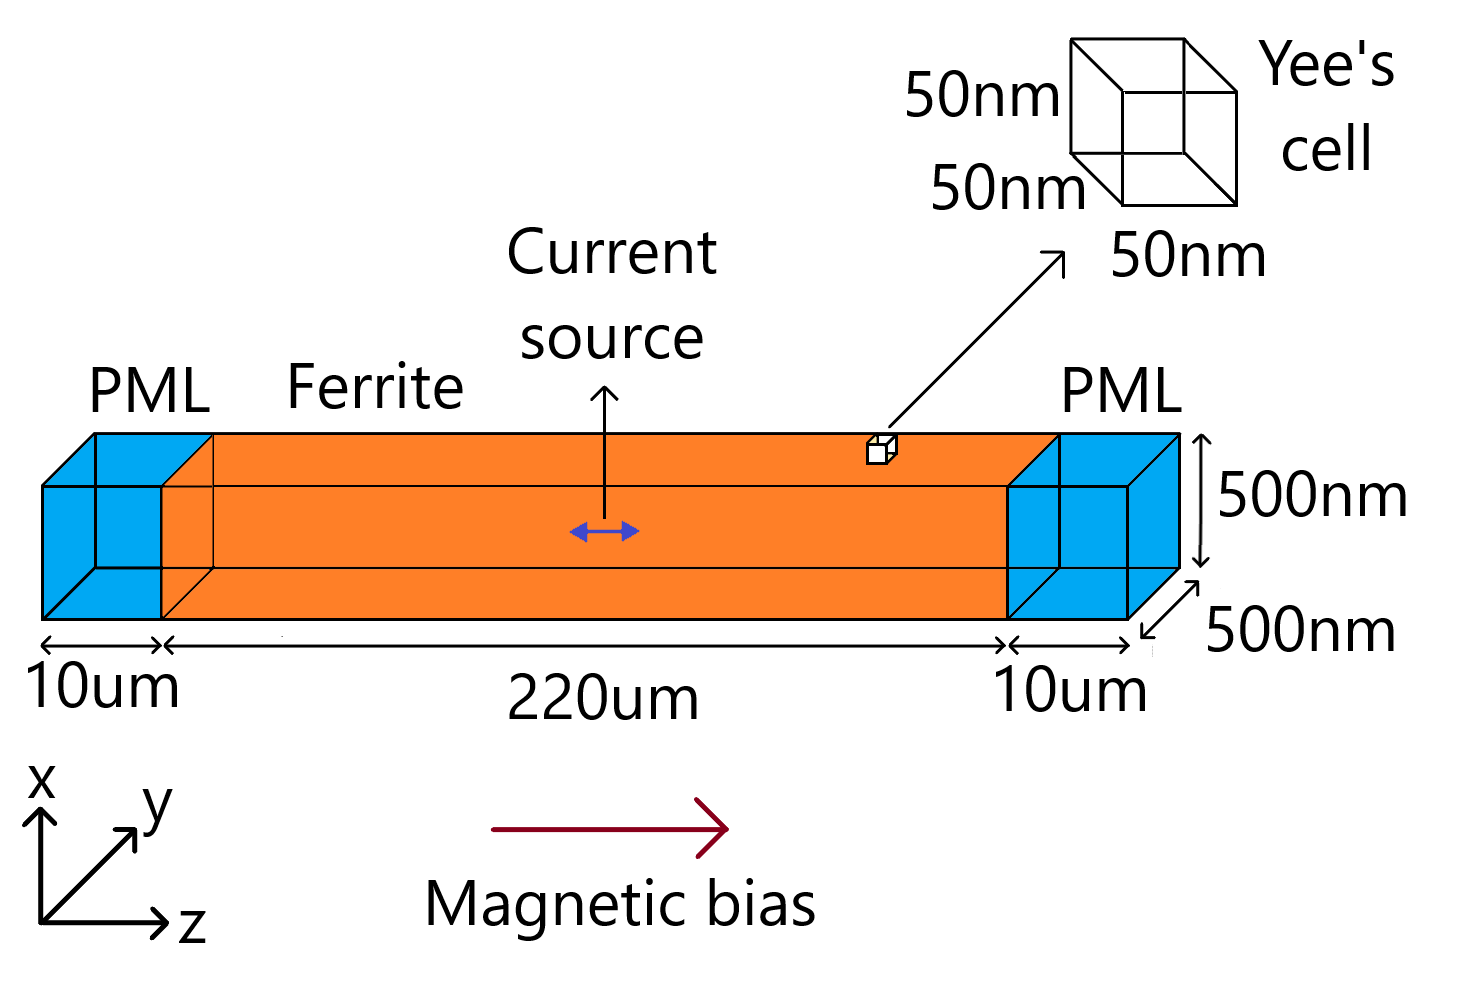 Yee's
cell
50nm
50nm
50nm
Current
source
PML
Ferrite
PML
500nm
500nm
10um
220um
10um
x
y
z
Magnetic bias